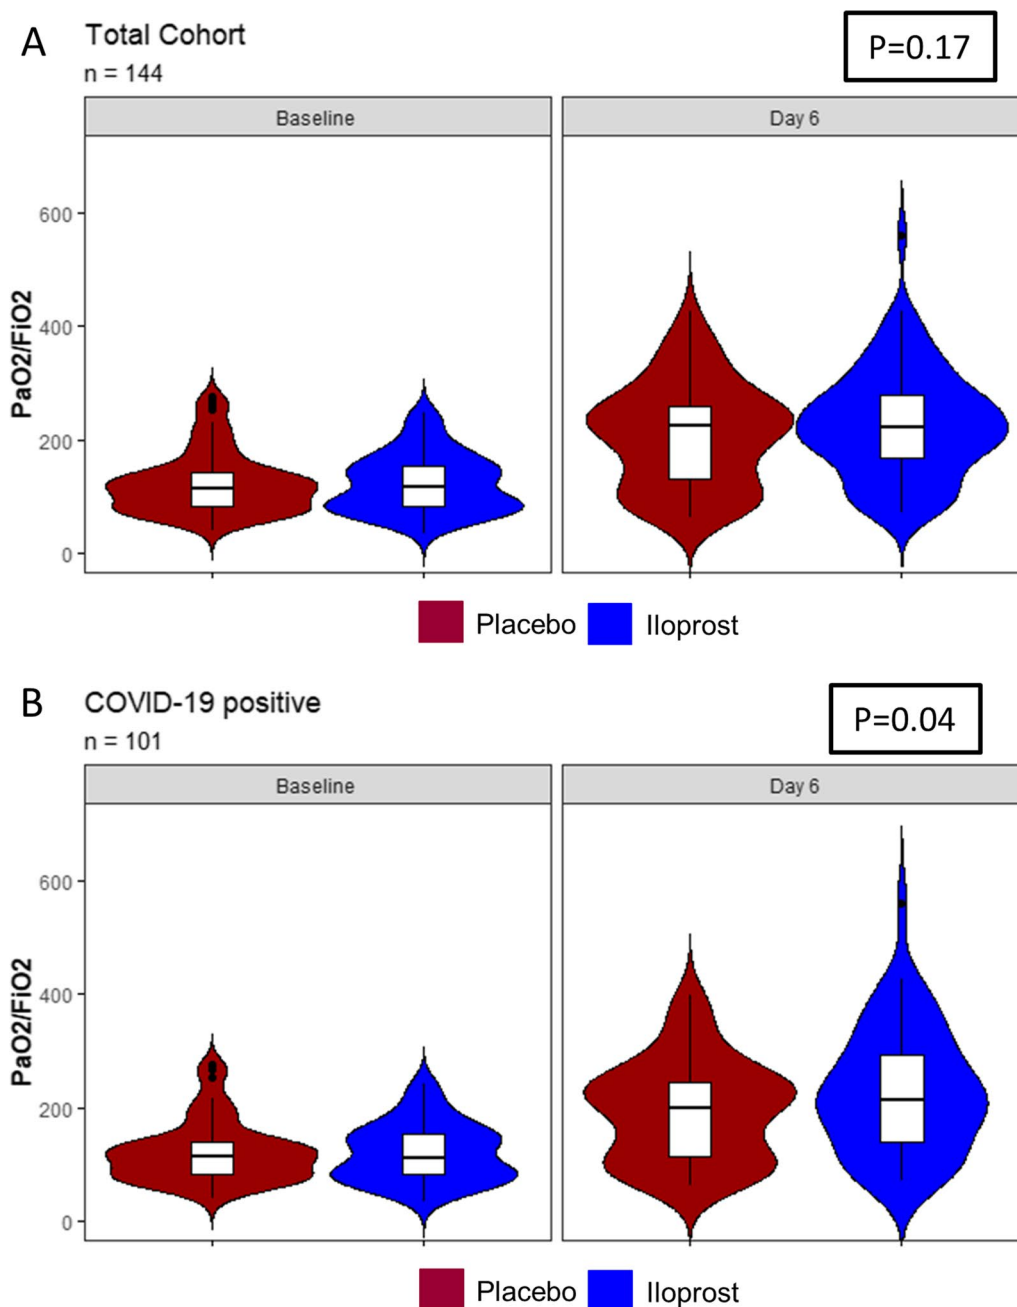 A Total Cohort P=0.17
n = 144
Baseline Day 6
600
400
PaO2/FiO2
200
0
Placebo Iloprost
B COVID-19 positive P=0.04
n = 101
Baseline Day 6
600
400
PaO2/FiO2
200
0
Placebo Iloprost